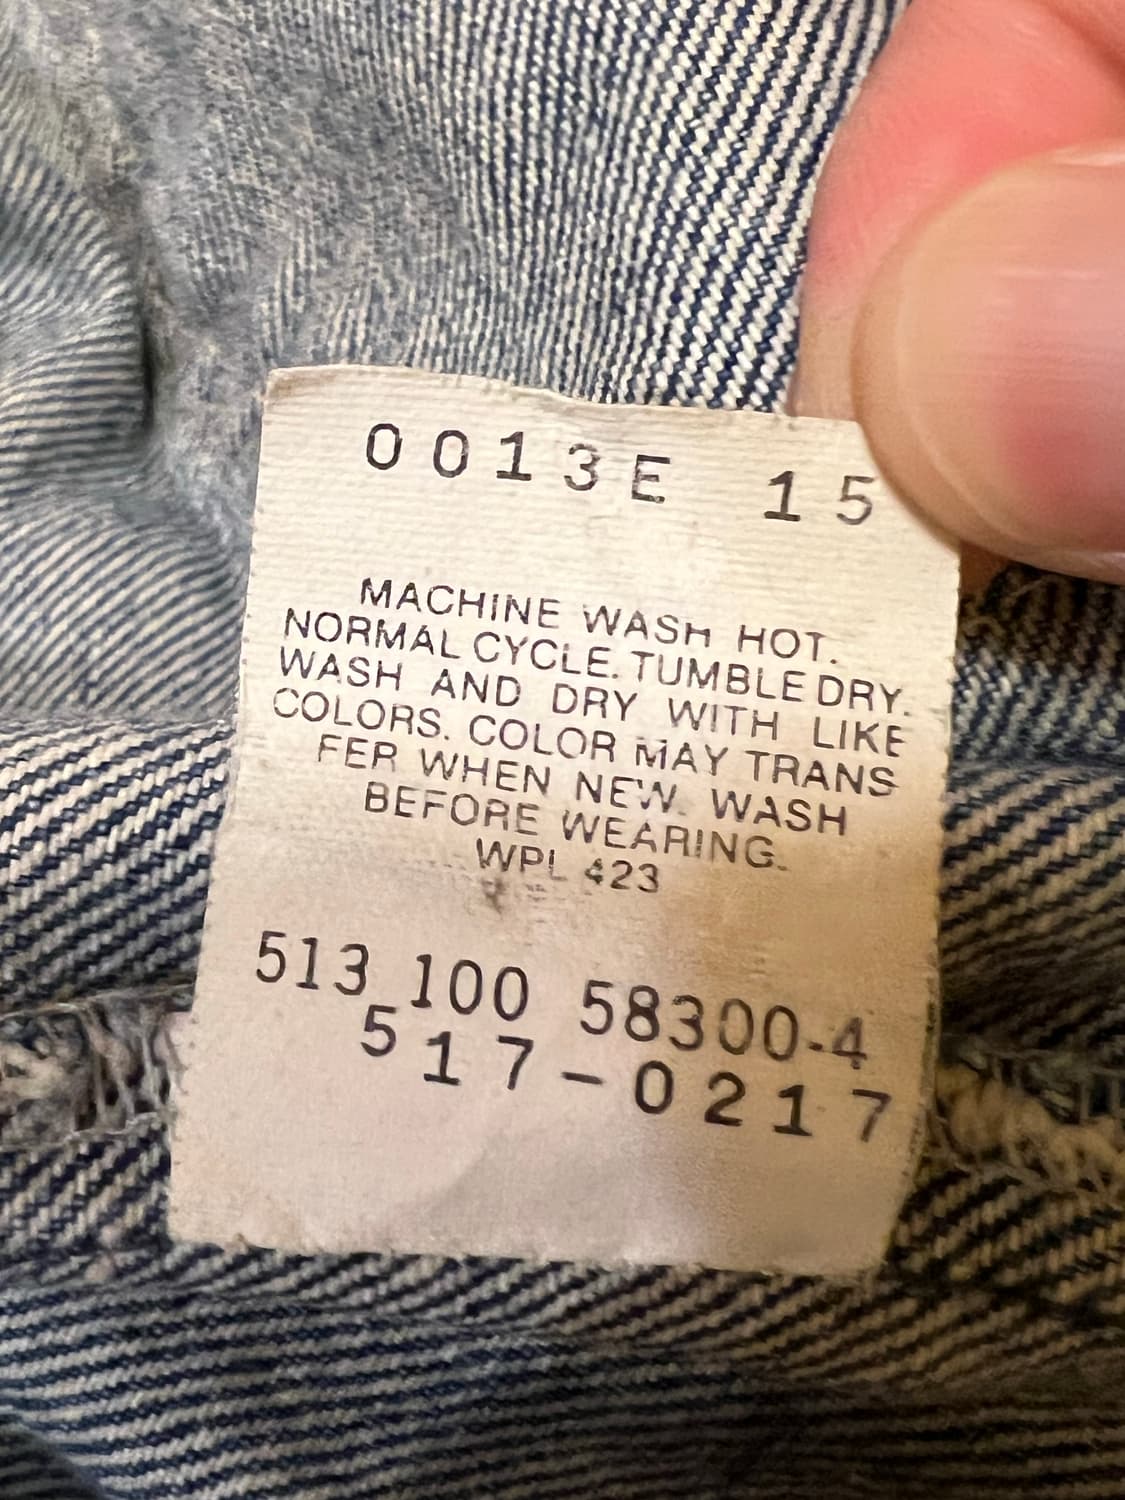 0013E 15
MACHINE WASH HOT.
NORMAL CYCLE. TUMBLE DRY.
WASH AND DRY WITH LIKE
COLORS. COLOR MAY TRANS
FER WHEN NEW. WASH
BEFORE WEARING.
WPL 423
513 100 58300-4
517-0217